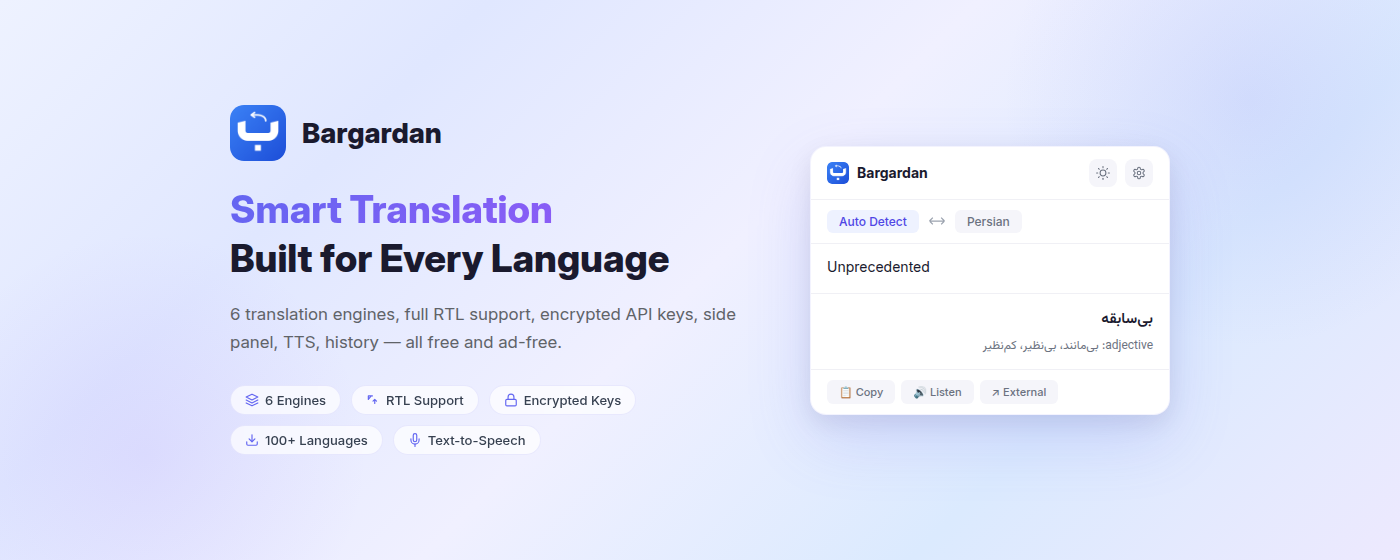 Bargardan
Smart Translation
Built for Every Language
6 translation engines, full RTL support, encrypted API keys, side
panel, TTS, history — all free and ad-free.
6 Engines
RTL Support
Encrypted Keys
100+ Languages
Text-to-Speech
Bargardan
Auto Detect
Persian
Unprecedented
بی‌سابقه
adjective: بی‌مانند، بی‌نظیر، کم‌نظیر
Copy
Listen
External